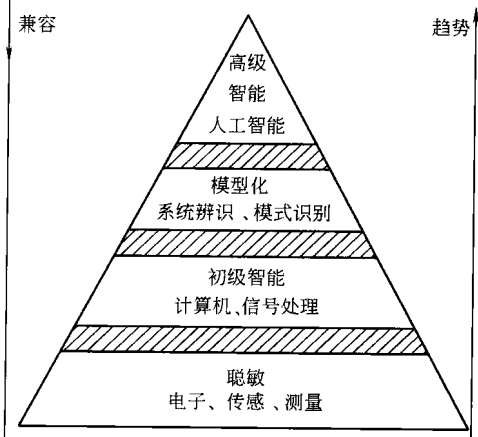 兼容
趋势
高级
智能
人工智能
模型化
系统辨识、模式识别
初级智能
计算机、信号处理
聪敏
电子、传感、测量